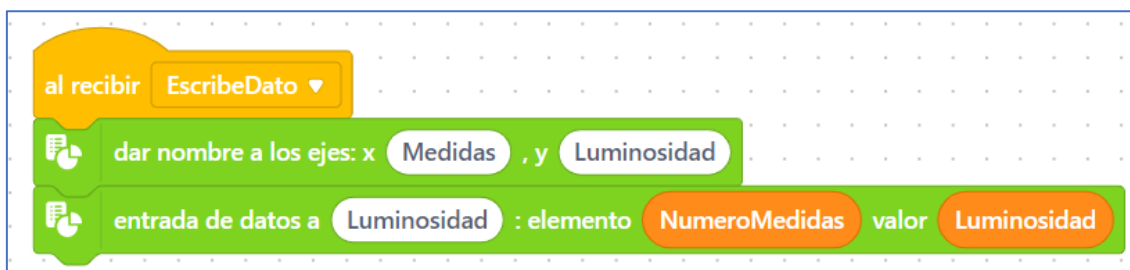 al recibir EscribeDato
dar nombre a los ejes: x Medidas , y Luminosidad
entrada de datos a Luminosidad : elemento NumeroMedidas valor Luminosidad